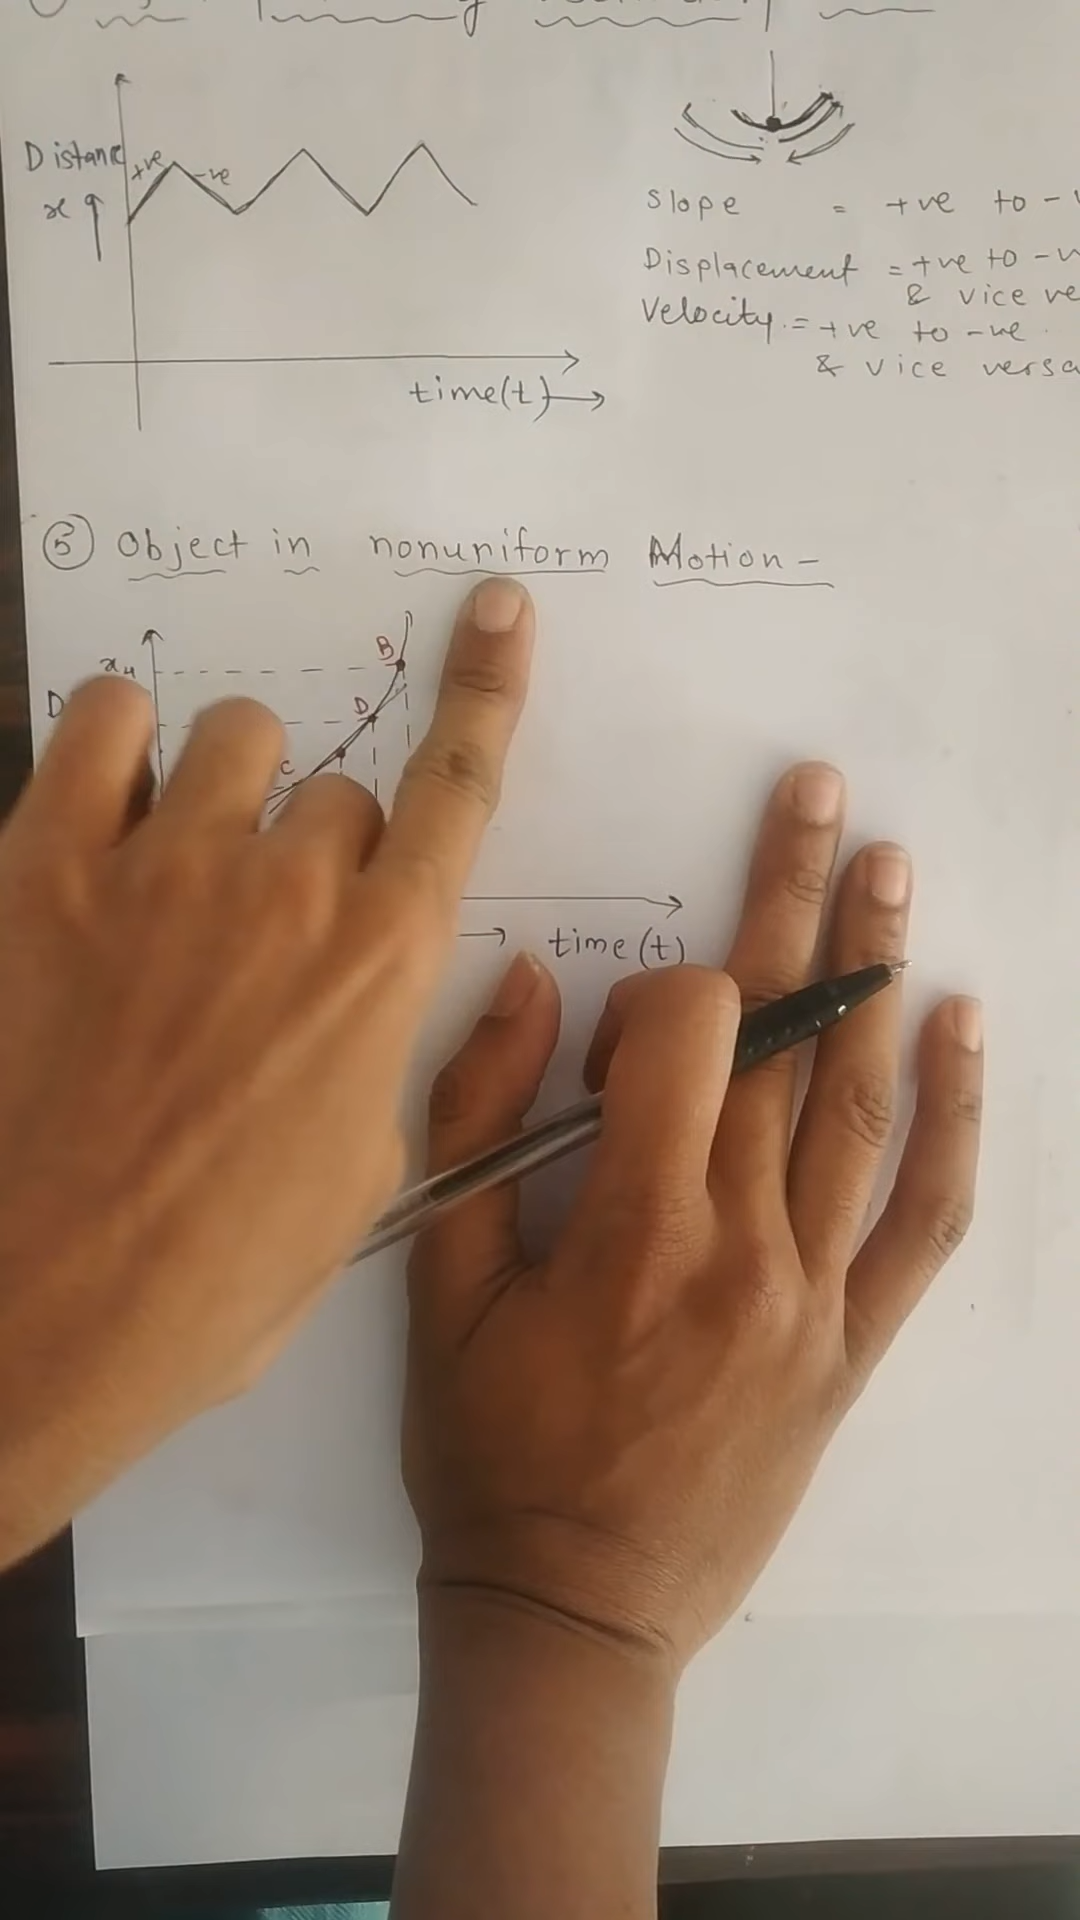 Distance
+ve
-ve
x
time(t)
Slope = +ve to -
Displacement = +ve to -v
& vice ve
Velocity. = +ve to -ve.
& vice versa
5 Object in nonuniform Motion -
x4
B
D
D
C
time (t)